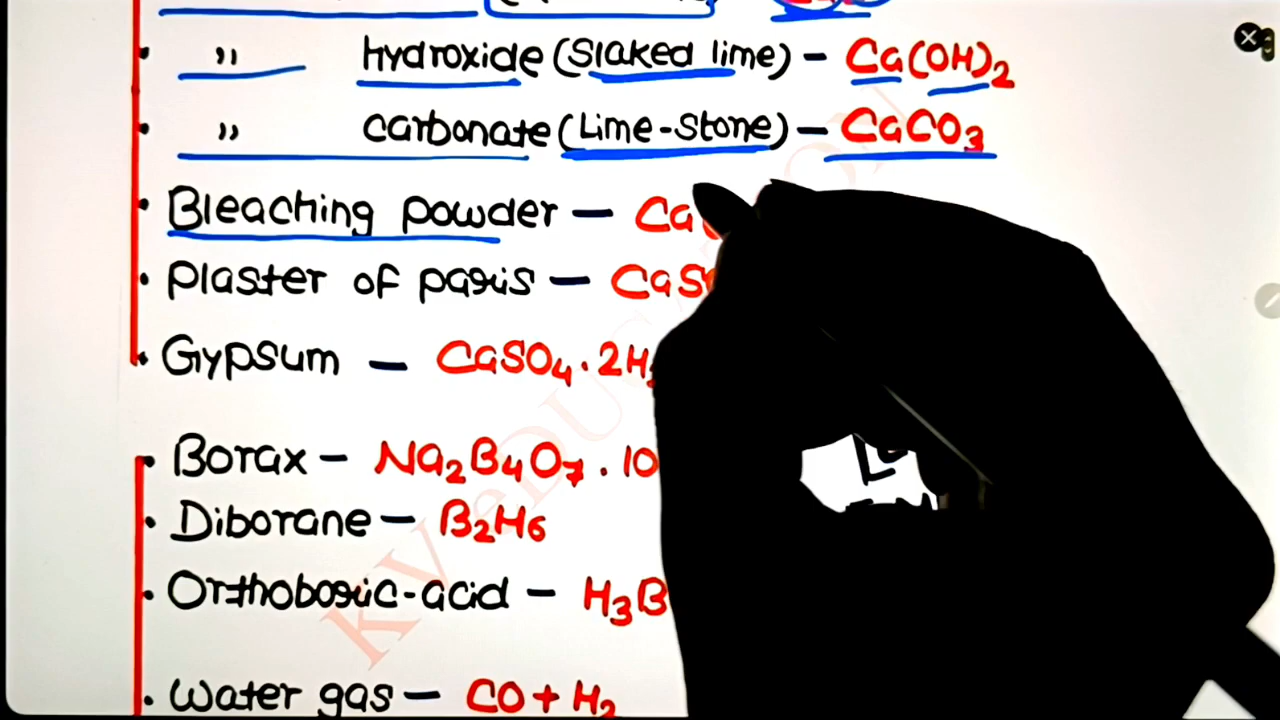 ,, hydroxide (Slaked lime) – Ca(OH)2
,, carbonate (Lime-Stone) – CaCO3
Bleaching powder – Ca
Plaster of paris – CaS
Gypsum – CaSO4.2H
Borax – Na2B4O7.10
Diborane – B2H6
Orthoboric-acid – H3B
Water gas – CO + H2